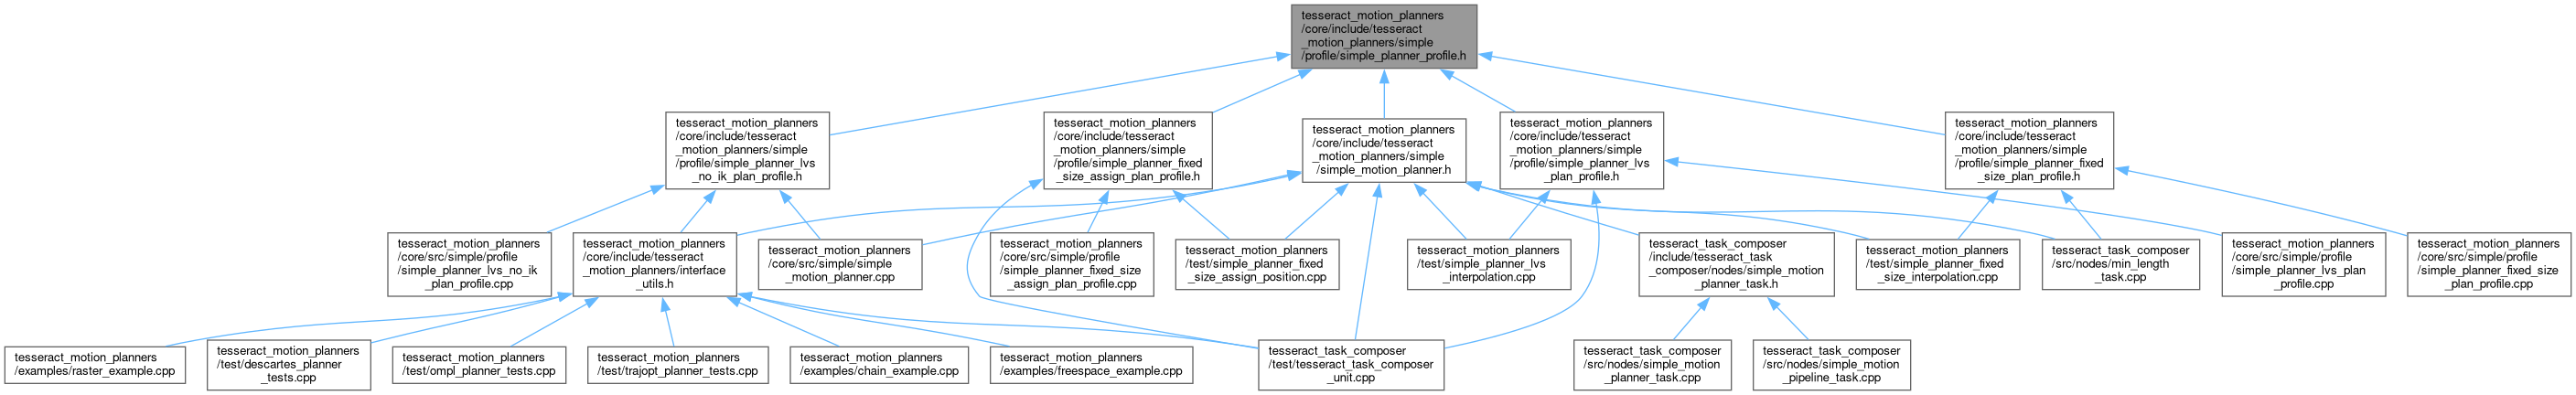 tesseract_motion_planners
/core/include/tesseract
_motion_planners/simple
/profile/simple_planner_profile.h
tesseract_motion_planners
/core/include/tesseract
_motion_planners/simple
/profile/simple_planner_lvs
_no_ik_plan_profile.h
tesseract_motion_planners
/core/include/tesseract
_motion_planners/simple
/profile/simple_planner_fixed
_size_assign_plan_profile.h
tesseract_motion_planners
/core/include/tesseract
_motion_planners/simple
/simple_motion_planner.h
tesseract_motion_planners
/core/include/tesseract
_motion_planners/simple
/profile/simple_planner_lvs
_plan_profile.h
tesseract_motion_planners
/core/include/tesseract
_motion_planners/simple
/profile/simple_planner_fixed
_size_plan_profile.h
tesseract_motion_planners
/core/src/simple/profile
/simple_planner_lvs_no_ik
_plan_profile.cpp
tesseract_motion_planners
/core/include/tesseract
_motion_planners/interface
_utils.h
tesseract_motion_planners
/core/src/simple/simple
_motion_planner.cpp
tesseract_motion_planners
/core/src/simple/profile
/simple_planner_fixed_size
_assign_plan_profile.cpp
tesseract_motion_planners
/test/simple_planner_fixed
_size_assign_position.cpp
tesseract_motion_planners
/test/simple_planner_lvs
_interpolation.cpp
tesseract_task_composer
/include/tesseract_task
_composer/nodes/simple_motion
_planner_task.h
tesseract_motion_planners
/test/simple_planner_fixed
_size_interpolation.cpp
tesseract_task_composer
/src/nodes/min_length
_task.cpp
tesseract_motion_planners
/core/src/simple/profile
/simple_planner_lvs_plan
_profile.cpp
tesseract_motion_planners
/core/src/simple/profile
/simple_planner_fixed_size
_plan_profile.cpp
tesseract_motion_planners
/examples/raster_example.cpp
tesseract_motion_planners
/test/descartes_planner
_tests.cpp
tesseract_motion_planners
/test/ompl_planner_tests.cpp
tesseract_motion_planners
/test/trajopt_planner_tests.cpp
tesseract_motion_planners
/examples/chain_example.cpp
tesseract_motion_planners
/examples/freespace_example.cpp
tesseract_task_composer
/test/tesseract_task_composer
_unit.cpp
tesseract_task_composer
/src/nodes/simple_motion
_planner_task.cpp
tesseract_task_composer
/src/nodes/simple_motion
_pipeline_task.cpp